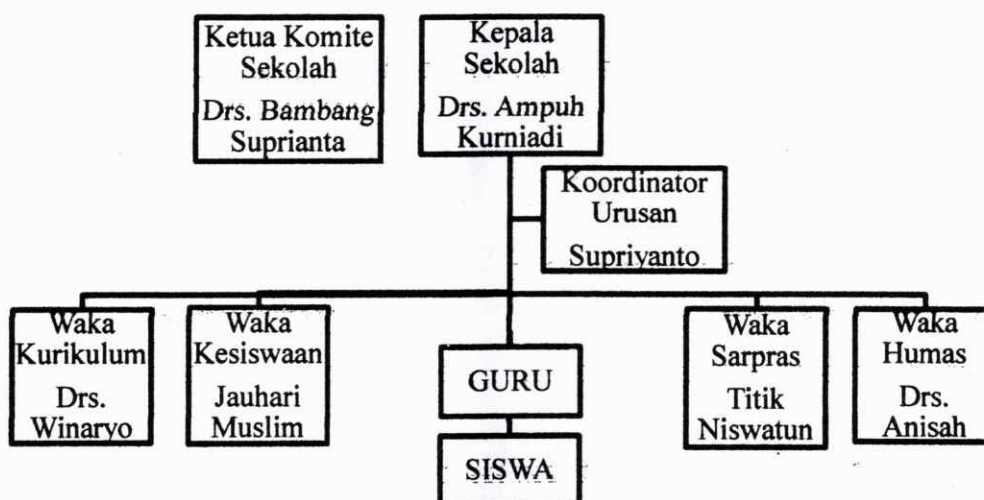 Ketua Komite
Sekolah
Drs. Bambang
Suprianta
Kepala
Sekolah
Drs. Ampuh
Kurniadi
Koordinator
Urusan
Supriyanto
Waka
Kurikulum
Drs.
Winaryo
Waka
Kesiswaan
Jauhari
Muslim
GURU
SISWA
Waka
Sarpras
Titik
Niswatun
Waka
Humas
Drs.
Anisah